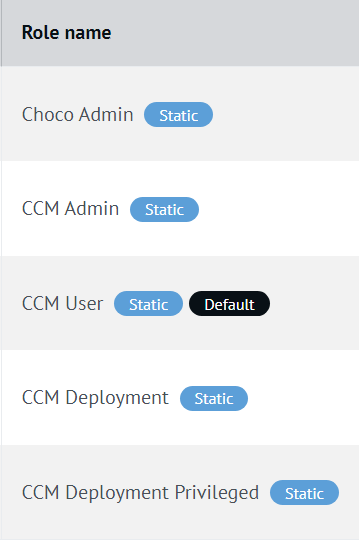 Role name
Choco Admin Static
CCM Admin Static
CCM User Static Default
CCM Deployment Static
CCM Deployment Privileged Static